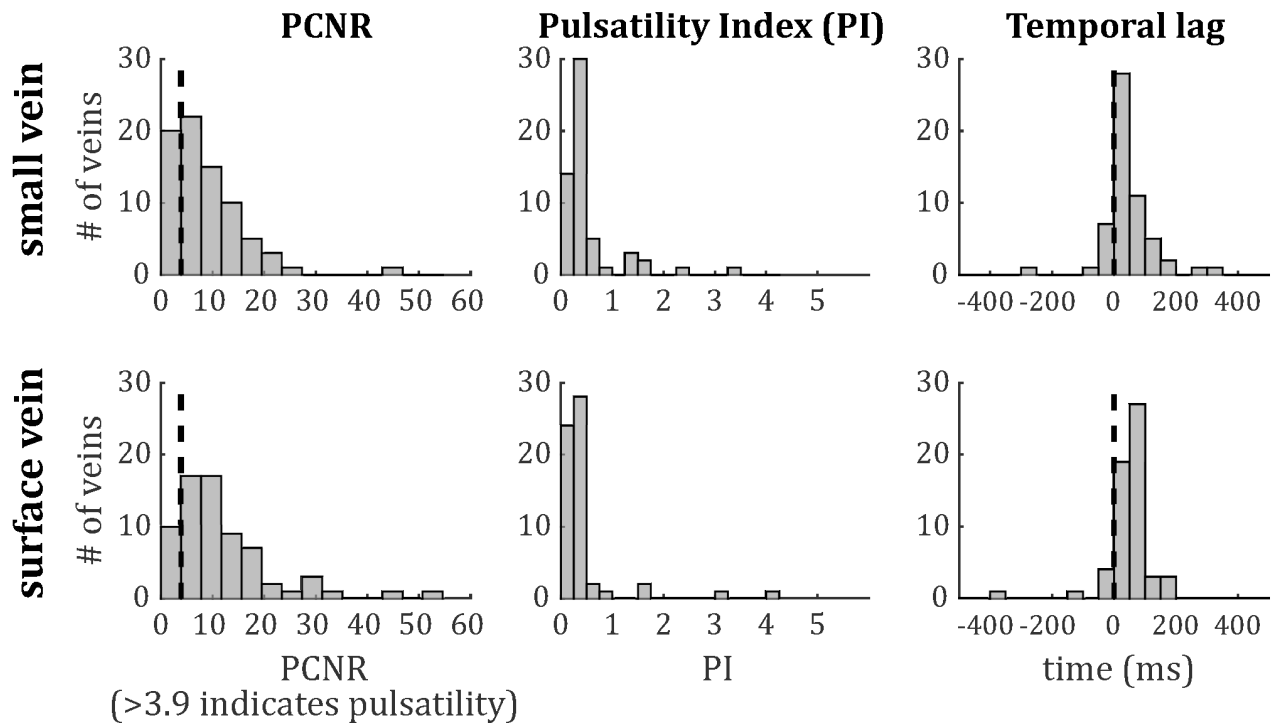 PCNR
Pulsatility Index (PI)
Temporal lag
small vein
# of veins
30
20
10
0
0 10 20 30 40 50 60
30
20
10
0
0 1 2 3 4 5
30
20
10
0
-400 -200 0 200 400
surface vein
# of veins
30
20
10
0
0 10 20 30 40 50 60
30
20
10
0
0 1 2 3 4 5
30
20
10
0
-400 -200 0 200 400
PCNR
(>3.9 indicates pulsatility)
PI
time (ms)